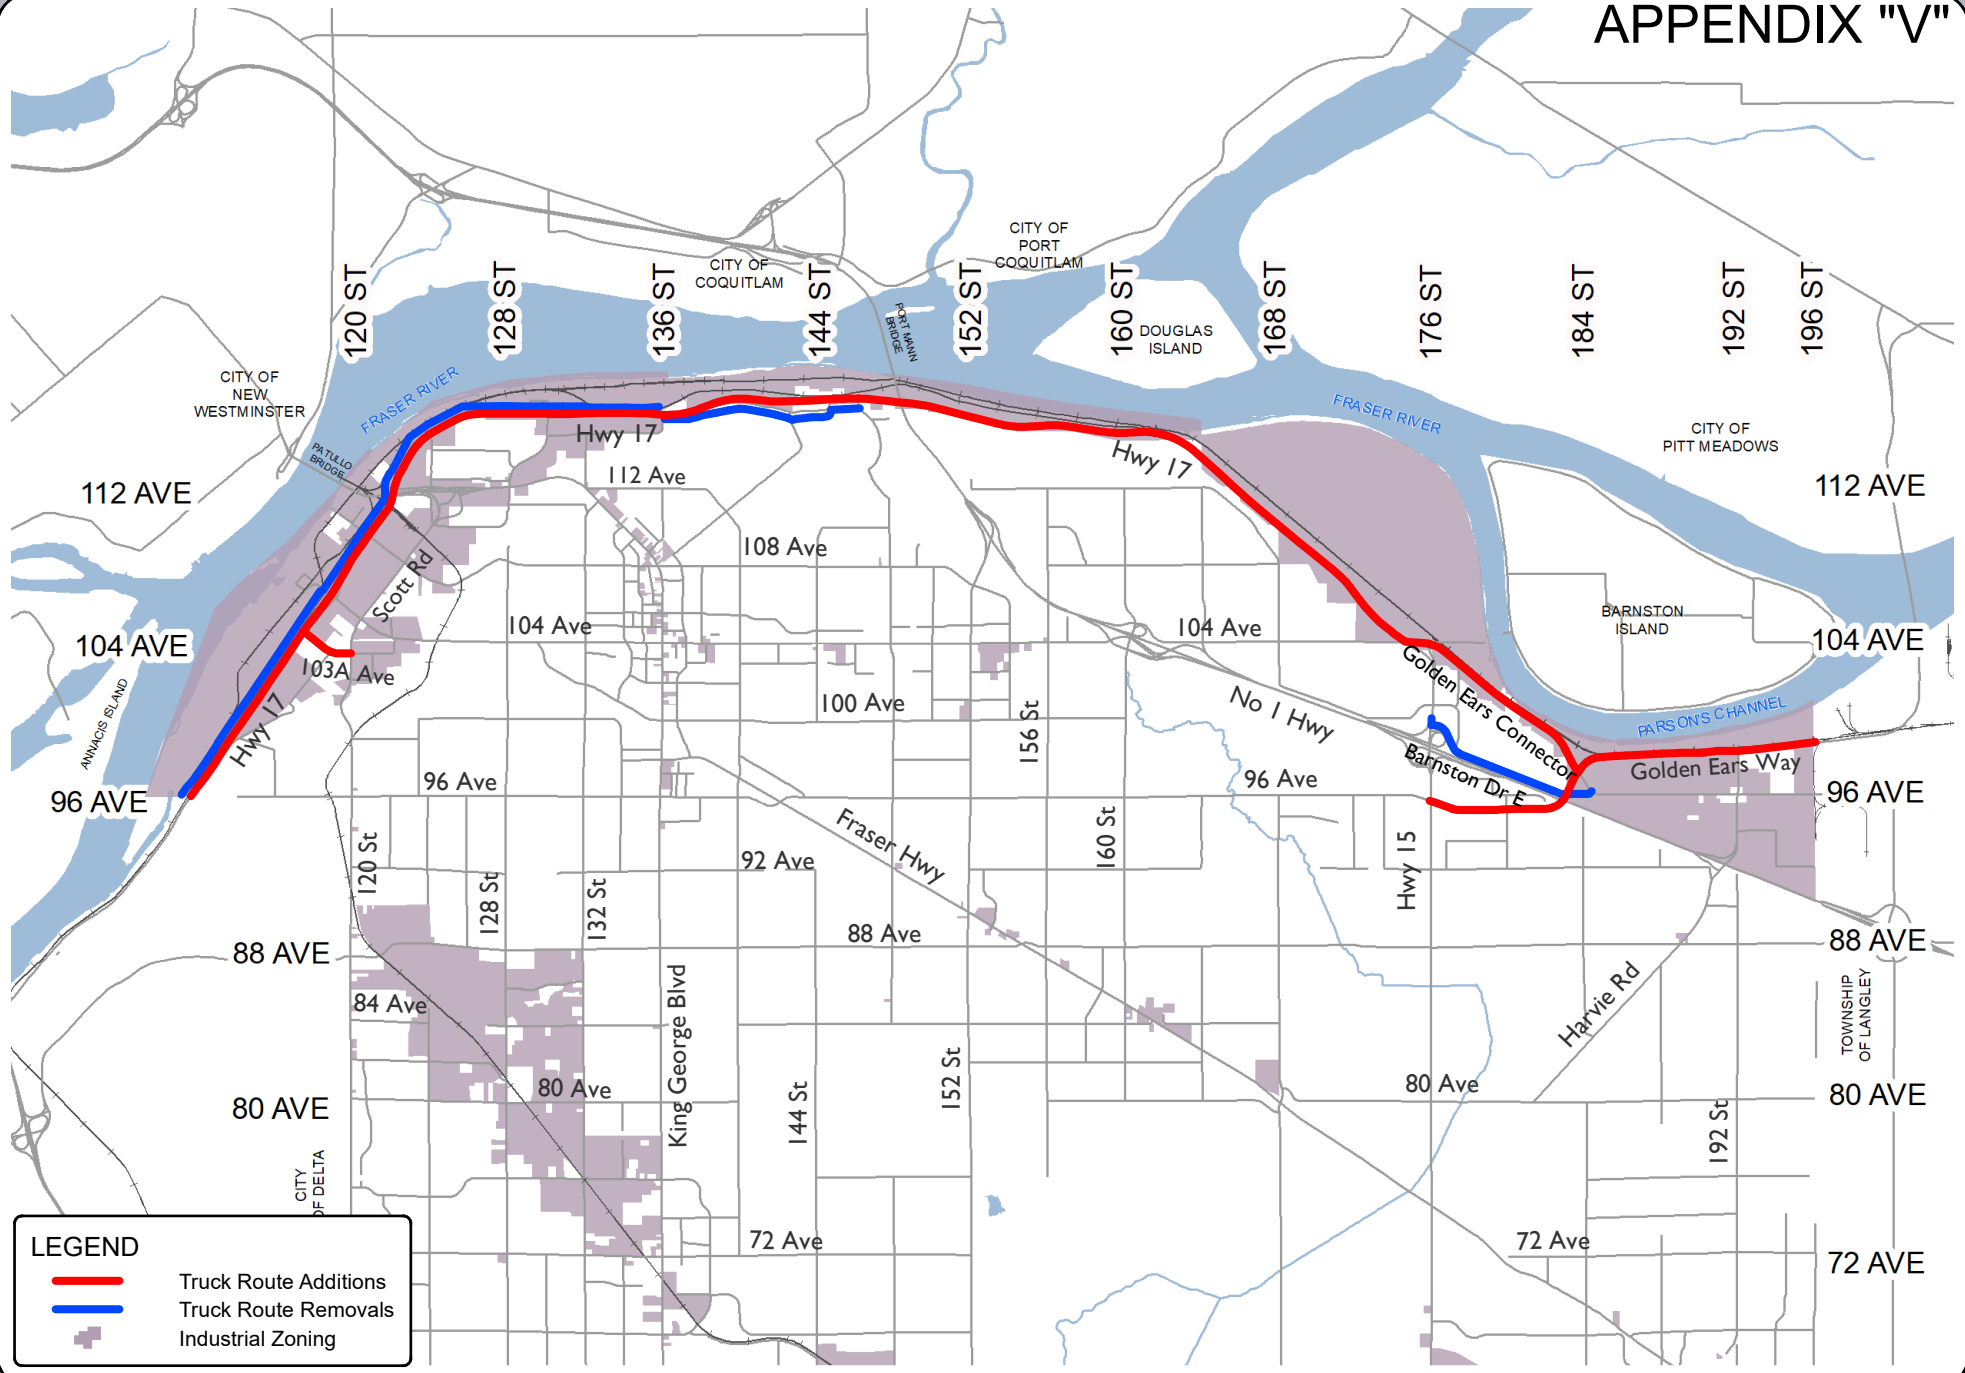 APPENDIX "V"
CITY OF
PORT
COQUITLAM
CITY OF
COQUITLAM
120 ST
128 ST
136 ST
144 ST
152 ST
160 ST
168 ST
176 ST
184 ST
192 ST
196 ST
PORT MANN
BRIDGE
DOUGLAS
ISLAND
CITY OF
NEW
WESTMINSTER
FRASER RIVER
FRASER RIVER
CITY OF
PITT MEADOWS
PATULLO
BRIDGE
Hwy 17
Hwy 17
112 Ave
112 AVE
112 AVE
108 Ave
Scott Rd
104 Ave
104 Ave
BARNSTON
ISLAND
104 AVE
104 AVE
103A Ave
Golden Ears Connector
ANNACIS ISLAND
Hwy 17
100 Ave
156 St
No 1 Hwy
PARSON'S CHANNEL
Barnston Dr E
Golden Ears Way
96 AVE
96 Ave
96 Ave
96 AVE
Fraser Hwy
160 St
120 St
92 Ave
Hwy 15
128 St
132 St
88 AVE
88 Ave
88 AVE
King George Blvd
84 Ave
Harvie Rd
TOWNSHIP
OF LANGLEY
80 AVE
80 Ave
144 St
152 St
80 Ave
80 AVE
192 St
CITY
OF DELTA
72 Ave
72 Ave
72 AVE
LEGEND
Truck Route Additions
Truck Route Removals
Industrial Zoning